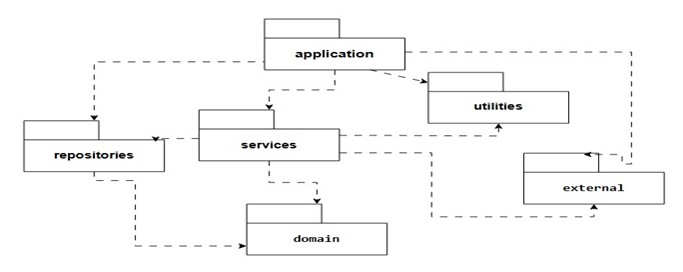 application
utilities
services
repositories
external
domain